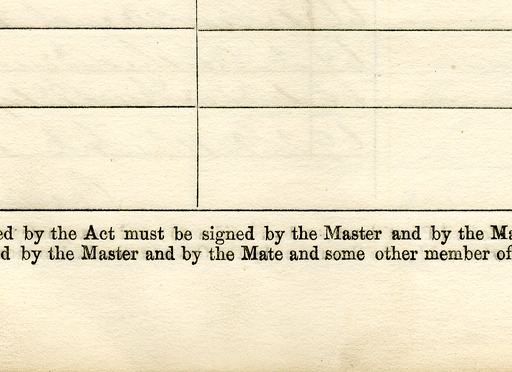 ed by the Act must be signed by the Master and by the Ma
d by the Master and by the Mate and some other member of